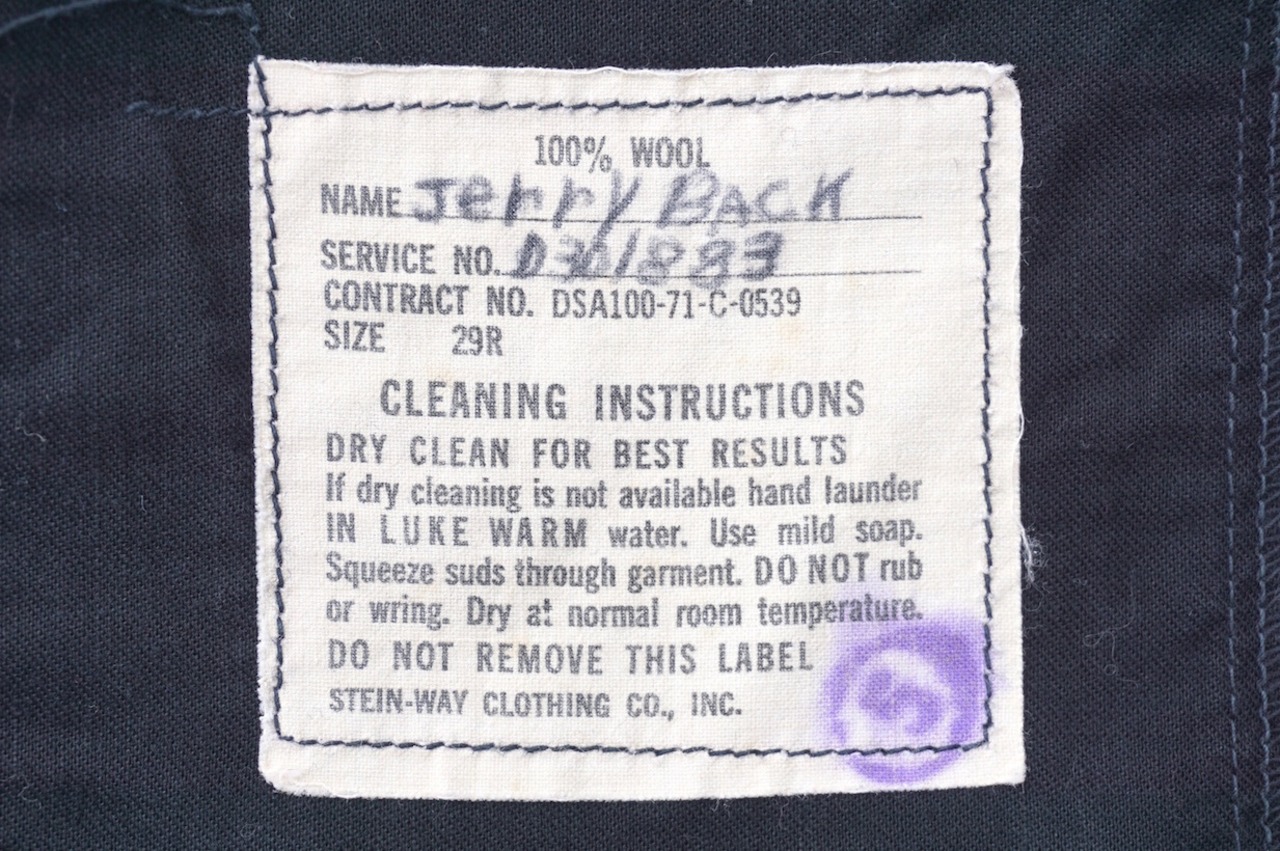 100% WOOL
NAME Jerry BACK
SERVICE NO.
CONTRACT NO. DSA100-71-C-0539
SIZE 29R
CLEANING INSTRUCTIONS
DRY CLEAN FOR BEST RESULTS
If dry cleaning is not available hand launder
IN LUKE WARM water. Use mild soap.
Squeeze suds through garment. DO NOT rub
or wring. Dry at normal room temperature.
DO NOT REMOVE THIS LABEL
STEIN-WAY CLOTHING CO., INC.